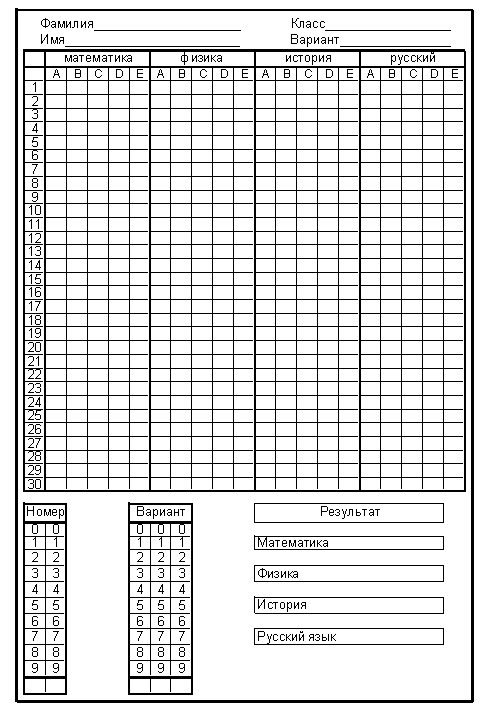 Фамилия Класс
Имя Вариант
математика физика история русский
A B C D E A B C D E A B C D E A B C D E
1
2
3
4
5
6
7
8
9
10
11
12
13
14
15
16
17
18
19
20
21
22
23
24
25
26
27
28
29
30
Номер Вариант Результат
0 0 0 0 0
1 1 1 1 1 Математика
2 2 2 2 2
3 3 3 3 3 Физика
4 4 4 4 4
5 5 5 5 5 История
6 6 6 6 6
7 7 7 7 7 Русский язык
8 8 8 8 8
9 9 9 9 9